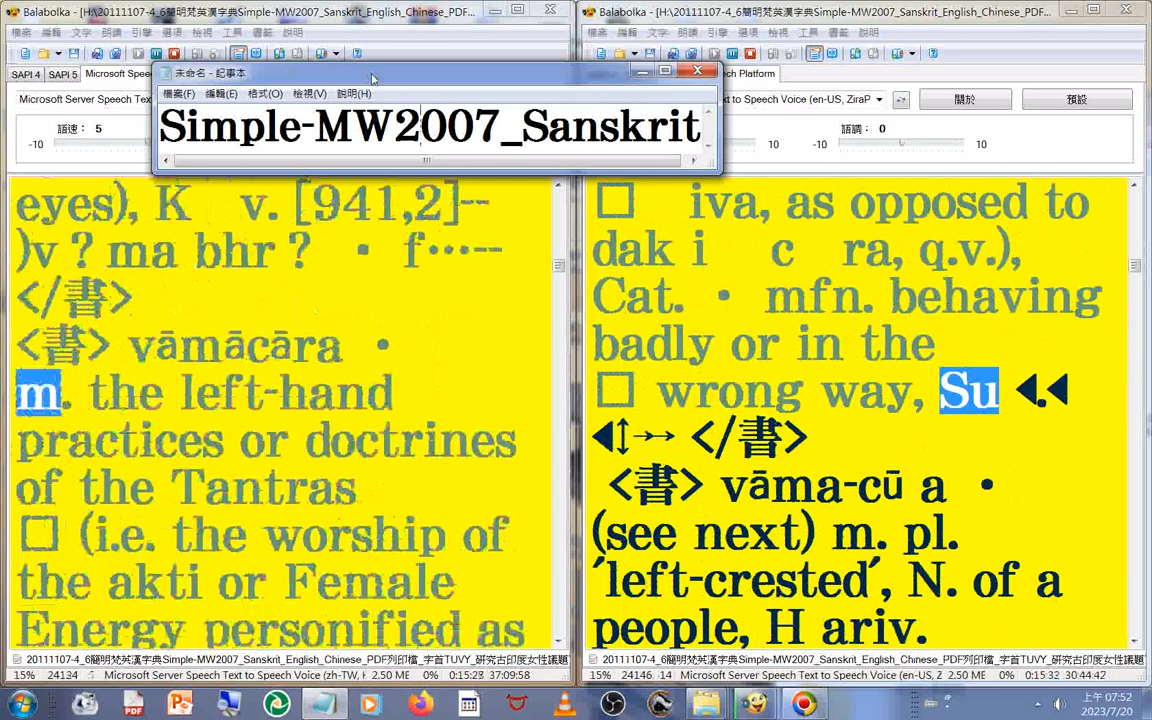 Balabolka - [H:\20111107-4_6簡明梵英漢字典Simple-MW2007_Sanskrit_English_Chinese_PDF...
檔案 編輯 文字 朗讀 引擎 選項 檢視 工具 書籤 說明
SAPI 4 SAPI 5 Microsoft Spee
Microsoft Server Speech Text
語速： 5
-10
未命名 - 記事本
檔案(F) 編輯(E) 格式(O) 檢視(V) 說明(H)
Simple-MW2007_Sanskrit
eyes), K v. [941,2]--
)v ? ma bhr ? • f⋯--
</書>
<書> vāmācāra •
m. the left-hand
practices or doctrines
of the Tantras
□ (i.e. the worship of
the akti or Female
Energy personified as
20111107-4_6簡明梵英漢字典Simple-MW2007_Sanskrit_English_Chinese_PDF列印檔_字首TUVY_研究古印度女性議題
15% 24134 Microsoft Server Speech Text to Speech Voice (zh-TW, 2.50 ME 0% 0:15:23 37:09:58
Balabolka - [H:\20111107-4_6簡明梵英漢字典Simple-MW2007_Sanskrit_English_Chinese_PDF...
檔案 編輯 文字 朗讀 引擎 選項 檢視 工具 書籤 說明
ech Platform
t to Speech Voice (en-US, ZiraP 關於 預設
語調： 0
10 -10 10
□ iva, as opposed to
dak i c ra, q.v.),
Cat. • mfn. behaving
badly or in the
□ wrong way, Su
</書>
<書> vāma-cū a •
(see next) m. pl.
'left-crested', N. of a
people, H ariv.
20111107-4_6簡明梵英漢字典Simple-MW2007_Sanskrit_English_Chinese_PDF列印檔_字首TUVY_研究古印度女性議題
15% 24146 14 Microsoft Server Speech Text to Speech Voice (en-US, 2.50 ME 0% 0:15:32 30:44:42
上午 07:52
2023/7/20